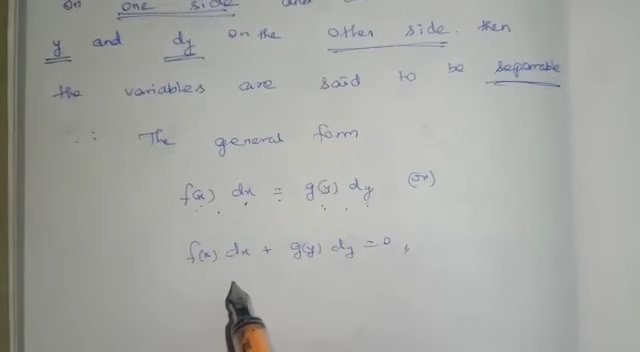 on one side and
y and dy on the other side. then
the variables are said to be separable
∴ The general form
f(x) dx = g(y) dy (or)
f(x) dx + g(y) dy = 0,